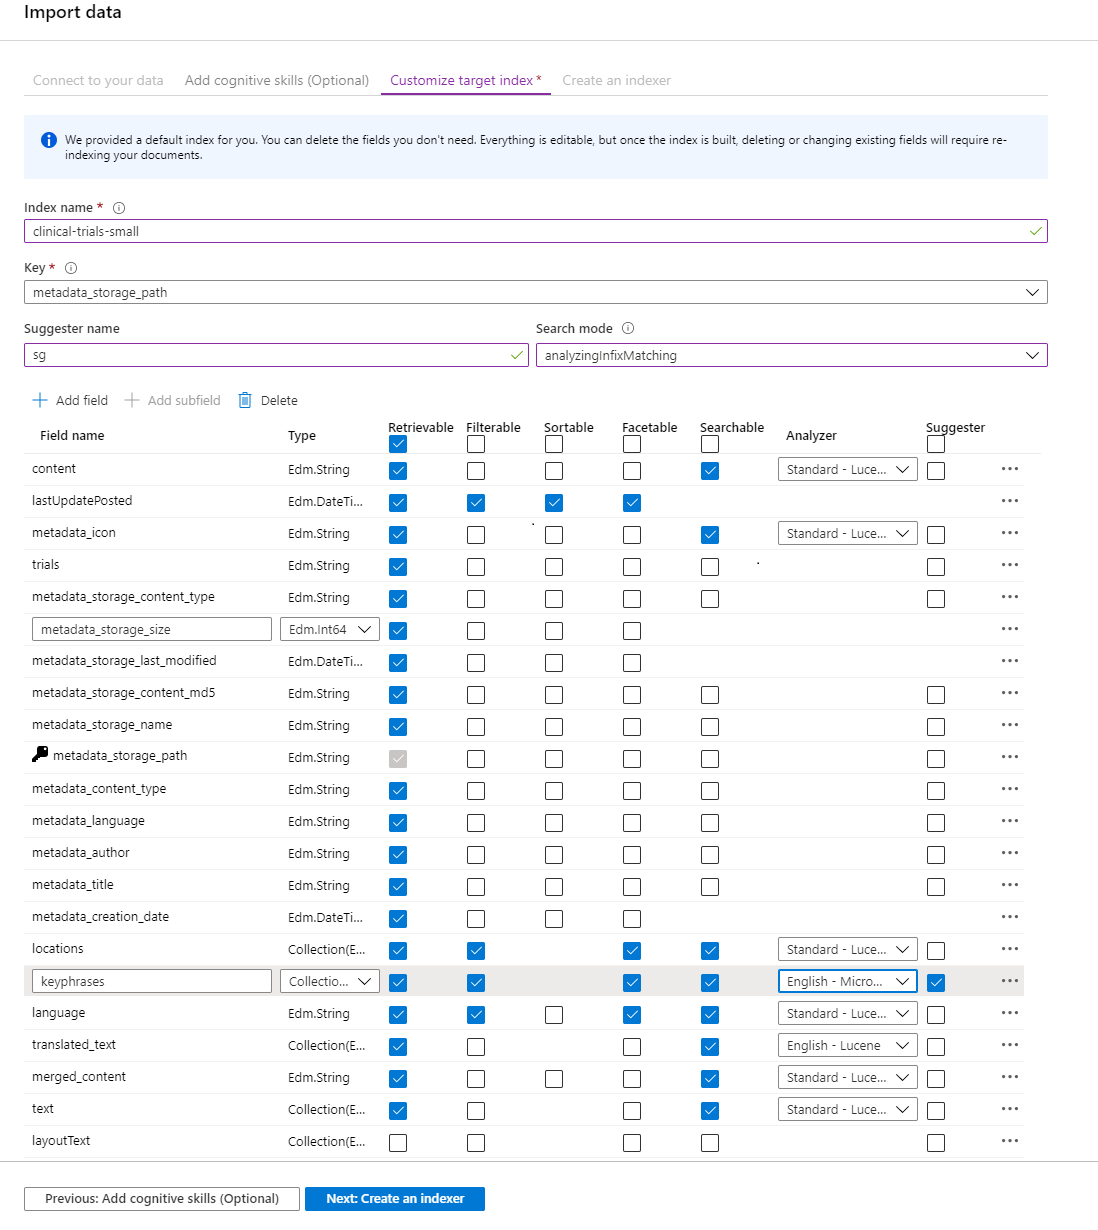 Import data
Connect to your data Add cognitive skills (Optional) Customize target index * Create an indexer
We provided a default index for you. You can delete the fields you don't need. Everything is editable, but once the index is built, deleting or changing existing fields will require re-
indexing your documents.
Index name *
clinical-trials-small
Key *
metadata_storage_path
Suggester name Search mode
sg analyzingInfixMatching
Add field Add subfield Delete
Field name Type Retrievable Filterable Sortable Facetable Searchable Analyzer Suggester
content Edm.String Standard - Luce...
lastUpdatePosted Edm.DateTi...
metadata_icon Edm.String Standard - Luce...
trials Edm.String
metadata_storage_content_type Edm.String
metadata_storage_size Edm.Int64
metadata_storage_last_modified Edm.DateTi...
metadata_storage_content_md5 Edm.String
metadata_storage_name Edm.String
metadata_storage_path Edm.String
metadata_content_type Edm.String
metadata_language Edm.String
metadata_author Edm.String
metadata_title Edm.String
metadata_creation_date Edm.DateTi...
locations Collection(E... Standard - Luce...
keyphrases Collectio... English - Micro...
language Edm.String Standard - Luce...
translated_text Collection(E... English - Lucene
merged_content Edm.String Standard - Luce...
text Collection(E... Standard - Luce...
layoutText Collection(E...
Previous: Add cognitive skills (Optional) Next: Create an indexer